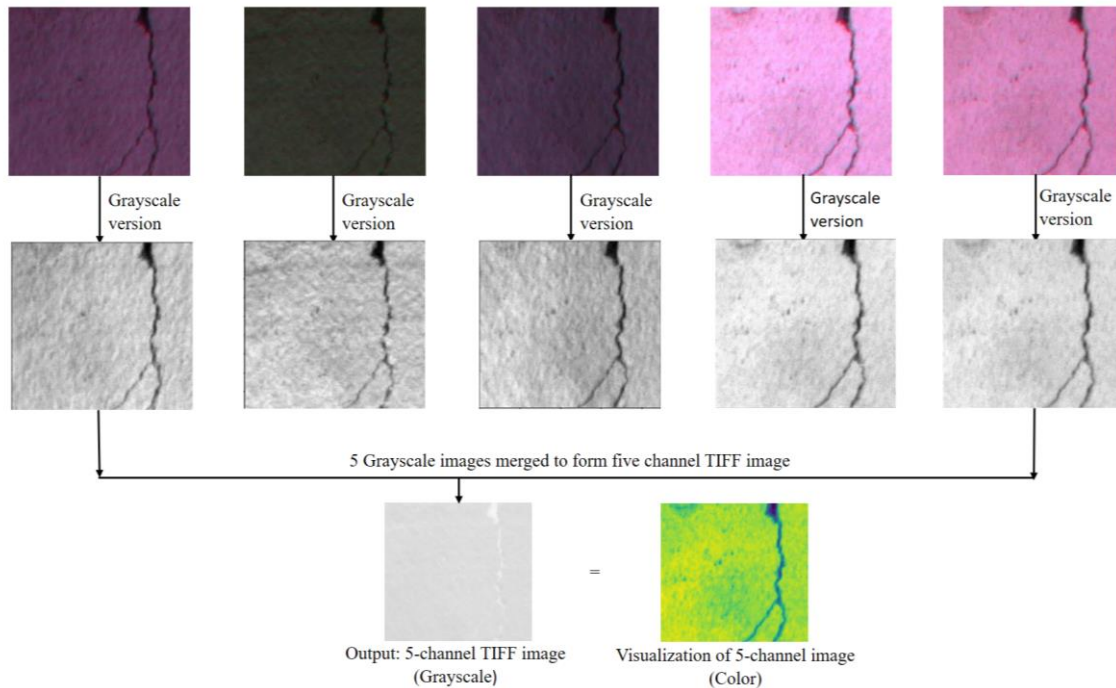 Grayscale
version
Grayscale
version
Grayscale
version
Grayscale
version
Grayscale
version
5 Grayscale images merged to form five channel TIFF image
=
Output: 5-channel TIFF image
(Grayscale)
Visualization of 5-channel image
(Color)